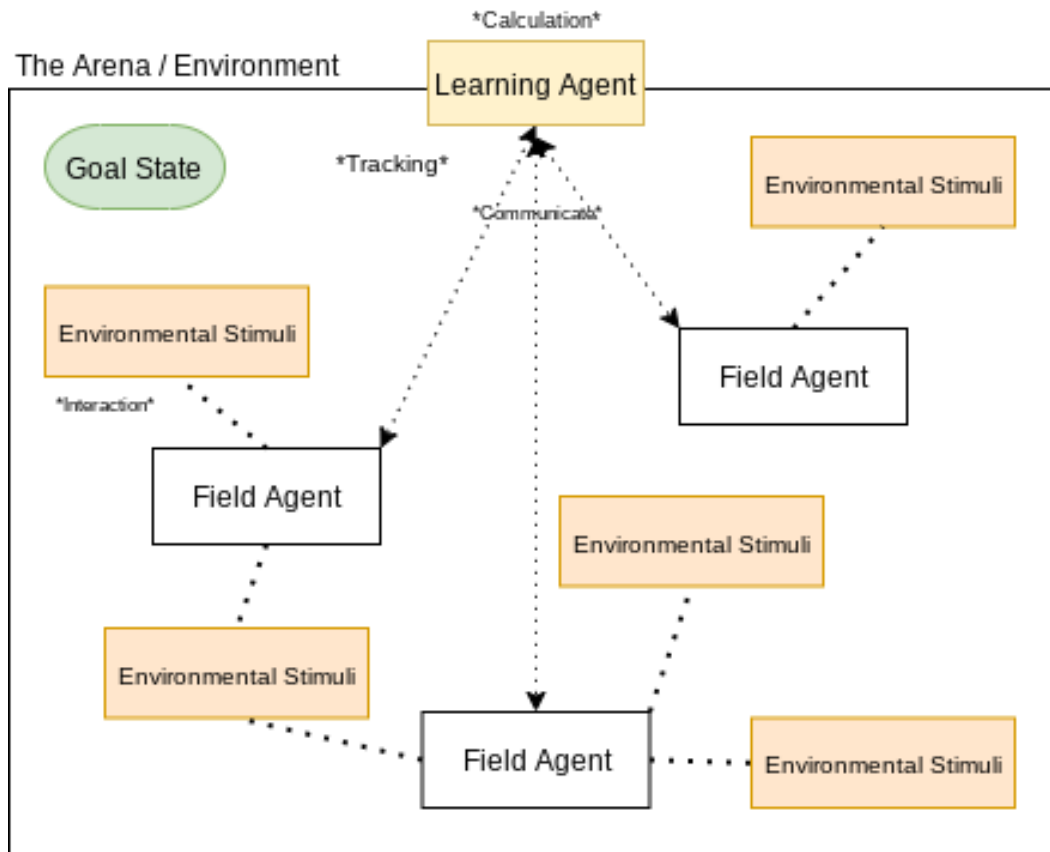 *Calculation*
The Arena / Environment
Learning Agent
Goal State
*Tracking*
Environmental Stimuli
*Communicate*
Environmental Stimuli
Field Agent
*Interaction*
Field Agent
Environmental Stimuli
Environmental Stimuli
Field Agent
Environmental Stimuli